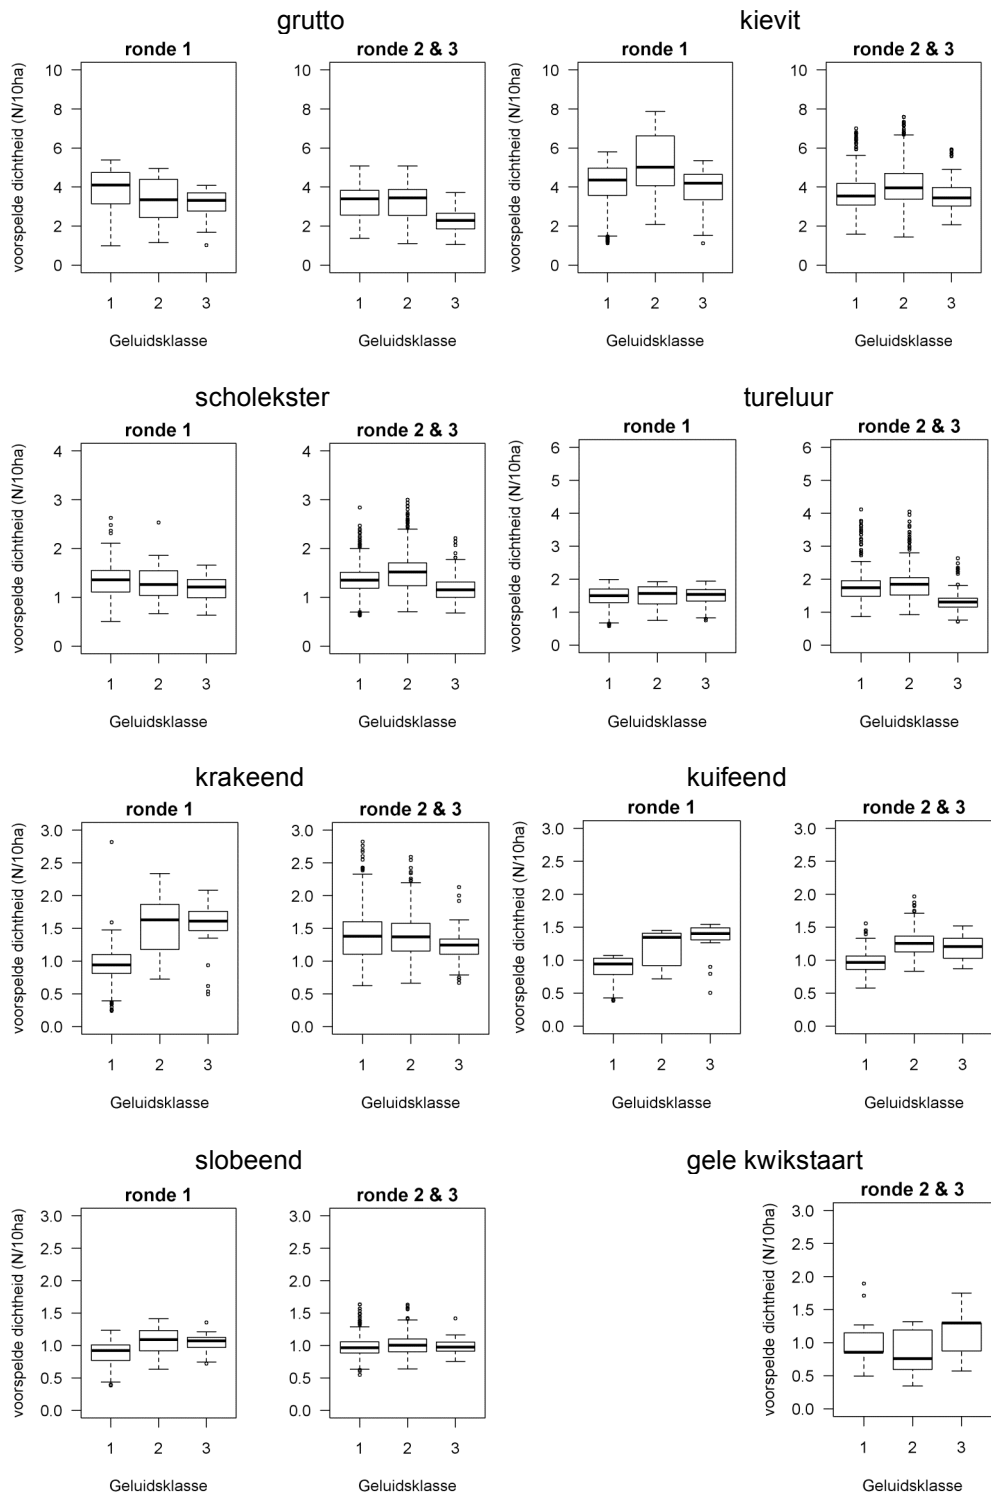 grutto
kievit
ronde 1
ronde 2 & 3
ronde 1
ronde 2 & 3
voorspelde dichtheid (N/10ha)
10
8
6
4
2
0
1 2 3
Geluidsklasse
10
8
6
4
2
0
1 2 3
Geluidsklasse
voorspelde dichtheid (N/10ha)
10
8
6
4
2
0
1 2 3
Geluidsklasse
10
8
6
4
2
0
1 2 3
Geluidsklasse
scholekster
tureluur
ronde 1
ronde 2 & 3
ronde 1
ronde 2 & 3
voorspelde dichtheid (N/10ha)
4
3
2
1
0
1 2 3
Geluidsklasse
4
3
2
1
0
1 2 3
Geluidsklasse
voorspelde dichtheid (N/10ha)
6
5
4
3
2
1
0
1 2 3
Geluidsklasse
6
5
4
3
2
1
0
1 2 3
Geluidsklasse
krakeend
kuifeend
ronde 1
ronde 2 & 3
ronde 1
ronde 2 & 3
voorspelde dichtheid (N/10ha)
3.0
2.5
2.0
1.5
1.0
0.5
0.0
1 2 3
Geluidsklasse
3.0
2.5
2.0
1.5
1.0
0.5
0.0
1 2 3
Geluidsklasse
voorspelde dichtheid (N/10ha)
3.0
2.5
2.0
1.5
1.0
0.5
0.0
1 2 3
Geluidsklasse
3.0
2.5
2.0
1.5
1.0
0.5
0.0
1 2 3
Geluidsklasse
slobeend
gele kwikstaart
ronde 1
ronde 2 & 3
ronde 2 & 3
voorspelde dichtheid (N/10ha)
3.0
2.5
2.0
1.5
1.0
0.5
0.0
1 2 3
Geluidsklasse
3.0
2.5
2.0
1.5
1.0
0.5
0.0
1 2 3
Geluidsklasse
voorspelde dichtheid (N/10ha)
3.0
2.5
2.0
1.5
1.0
0.5
0.0
1 2 3
Geluidsklasse